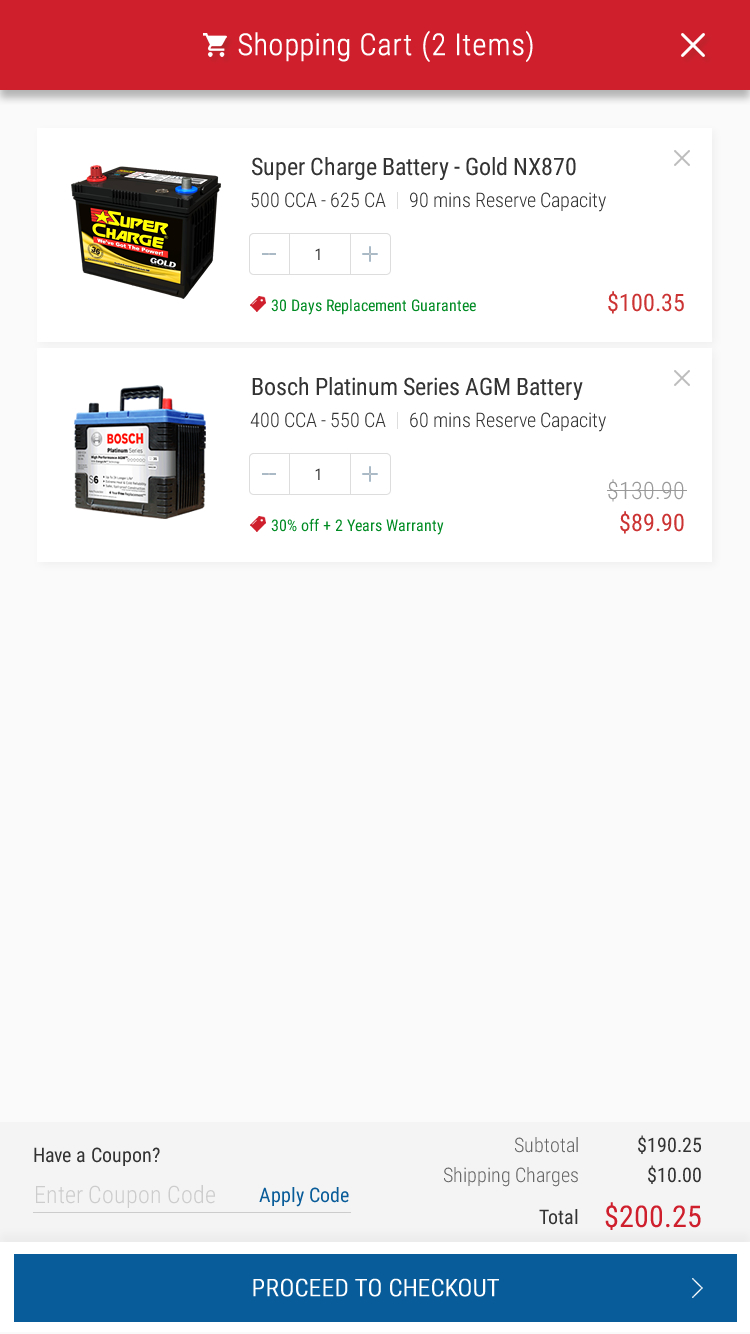 Shopping Cart (2 Items)
Super Charge Battery - Gold NX870
500 CCA - 625 CA
90 mins Reserve Capacity
SUPER
CHARGE
We've Got The Power!
GOLD
1
30 Days Replacement Guarantee
$100.35
Bosch Platinum Series AGM Battery
400 CCA - 550 CA
60 mins Reserve Capacity
BOSCH
Platinum Series
S6
1
$130.90
30% off + 2 Years Warranty
$89.90
Have a Coupon?
Enter Coupon Code
Apply Code
Subtotal $190.25
Shipping Charges $10.00
Total $200.25
PROCEED TO CHECKOUT